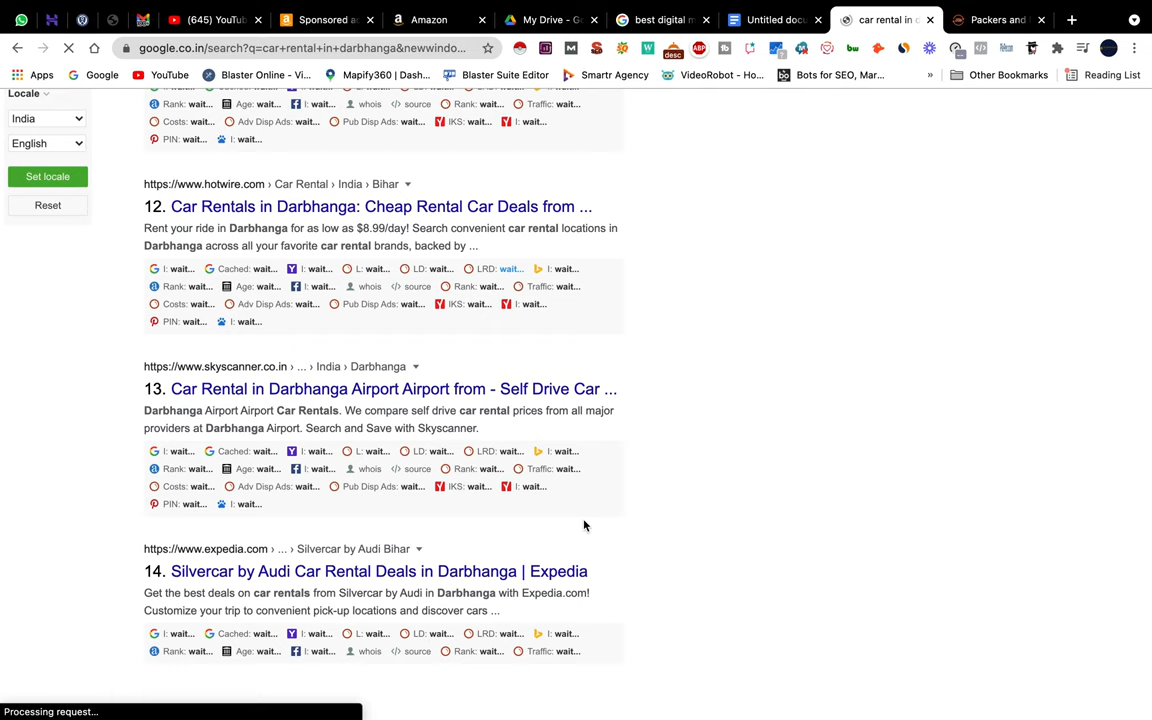 (645) YouTu
Sponsored a
Amazon
My Drive - G
best digital m
Untitled docu
car rental in d
Packers and
google.co.in/search?q=car+rental+in+darbhanga&newwindo...
Apps
Google
YouTube
Blaster Online - Vi...
Mapify360 | Dash...
Blaster Suite Editor
Smartr Agency
VideoRobot - Ho...
Bots for SEO, Mar...
»
Other Bookmarks
Reading List
Locale
India
English
Set locale
Reset
Rank: wait... Age: wait... I: wait... whois </> source Rank: wait... Traffic: wait...
Costs: wait... Adv Disp Ads: wait... Pub Disp Ads: wait... IKS: wait... I: wait...
PIN: wait... I: wait...
https://www.hotwire.com › Car Rental › India › Bihar
12. Car Rentals in Darbhanga: Cheap Rental Car Deals from ...
Rent your ride in Darbhanga for as low as $8.99/day! Search convenient car rental locations in
Darbhanga across all your favorite car rental brands, backed by ...
I: wait... Cached: wait... I: wait... L: wait... LD: wait... LRD: wait... I: wait...
Rank: wait... Age: wait... I: wait... whois </> source Rank: wait... Traffic: wait...
Costs: wait... Adv Disp Ads: wait... Pub Disp Ads: wait... IKS: wait... I: wait...
PIN: wait... I: wait...
https://www.skyscanner.co.in › ... › India › Darbhanga
13. Car Rental in Darbhanga Airport Airport from - Self Drive Car ...
Darbhanga Airport Airport Car Rentals. We compare self drive car rental prices from all major
providers at Darbhanga Airport. Search and Save with Skyscanner.
I: wait... Cached: wait... I: wait... L: wait... LD: wait... LRD: wait... I: wait...
Rank: wait... Age: wait... I: wait... whois </> source Rank: wait... Traffic: wait...
Costs: wait... Adv Disp Ads: wait... Pub Disp Ads: wait... IKS: wait... I: wait...
PIN: wait... I: wait...
https://www.expedia.com › ... › Silvercar by Audi Bihar
14. Silvercar by Audi Car Rental Deals in Darbhanga | Expedia
Get the best deals on car rentals from Silvercar by Audi in Darbhanga with Expedia.com!
Customize your trip to convenient pick-up locations and discover cars ...
I: wait... Cached: wait... I: wait... L: wait... LD: wait... LRD: wait... I: wait...
Rank: wait... Age: wait... I: wait... whois </> source Rank: wait... Traffic: wait...
Processing request...